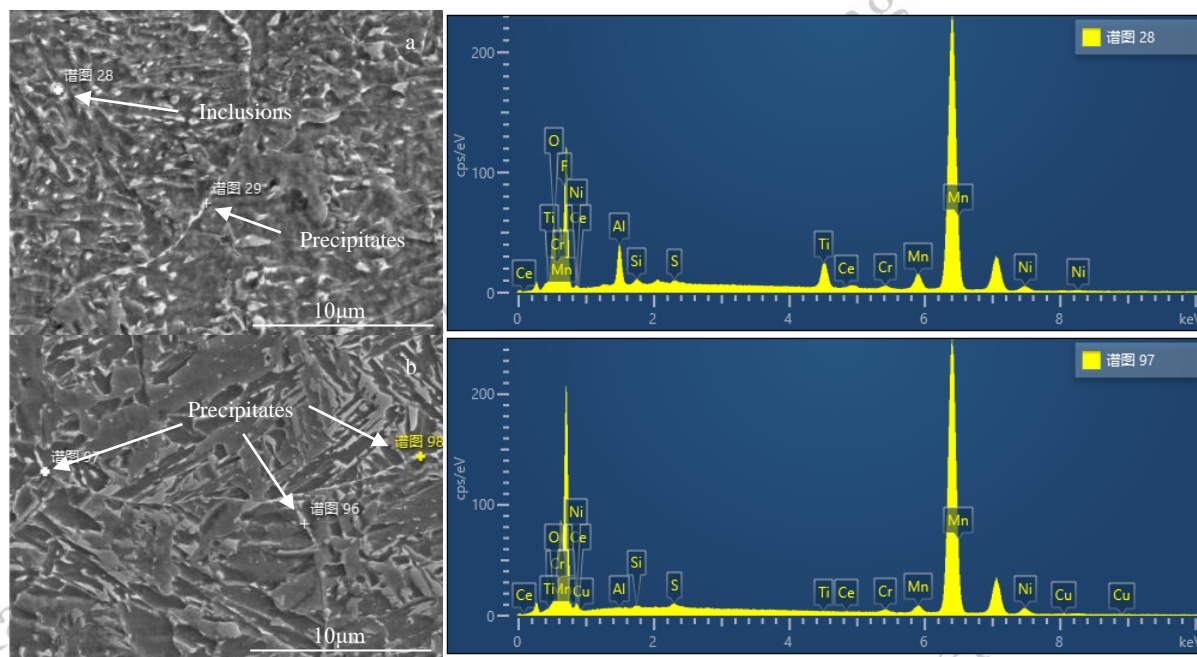 a
谱图 28
Inclusions
谱图 29
Precipitates
10μm
b
Precipitates
谱图 98
谱图 97
谱图 96
10μm
谱图 28
200
100
0
cps/eV
O
F
Ni
Ti
Ce
Cr
Mn
Ce
Al
Si
S
Ti
Ce
Cr
Mn
Mn
Ni
Ni
0
2
4
6
8
keV
谱图 97
200
100
0
cps/eV
Ni
O
Ce
Cr
Ti
Mn
Cu
Ce
Al
Si
S
Ti
Ce
Cr
Mn
Mn
Ni
Cu
Cu
0
2
4
6
8
keV